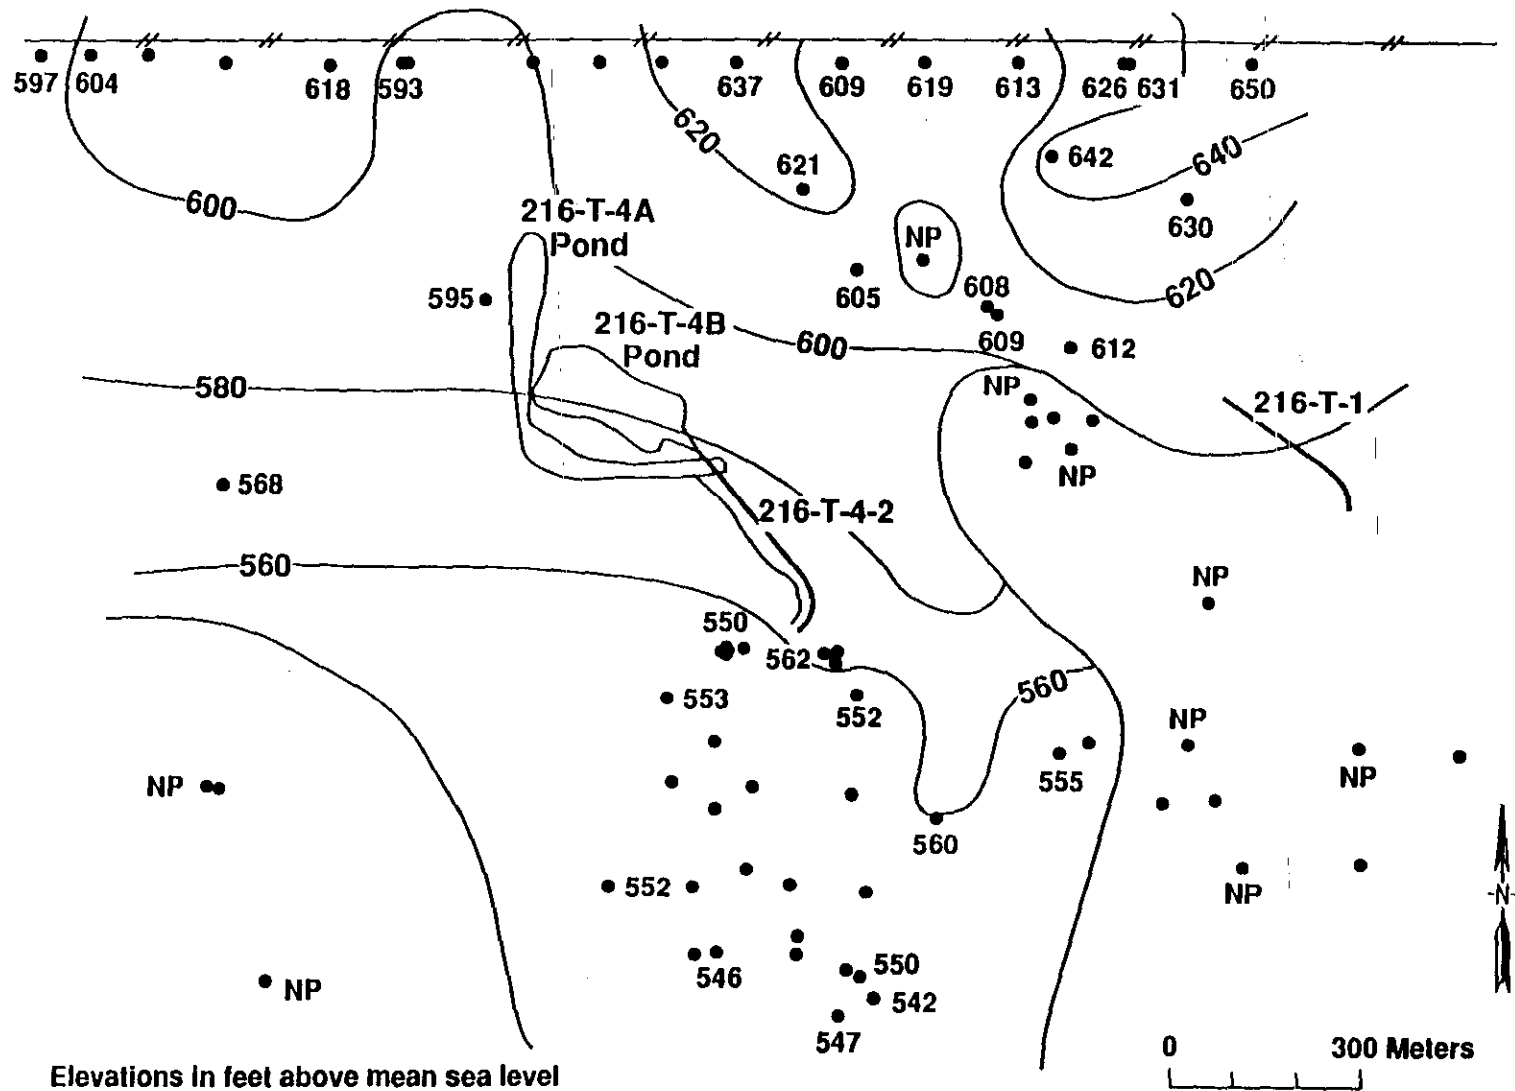 597 604 618 593 637 609 619 613 626 631 650
620
621
642
640
630
600
216-T-4A
Pond
NP
595
605
608
609
620
216-T-4B
Pond
600
612
580
NP
216-T-1
568
NP
216-T-4-2
560
NP
550
562
553
552
560
NP
555
NP
NP
560
552
NP
N
546
550
542
NP
547
0 300 Meters
Elevations in feet above mean sea level